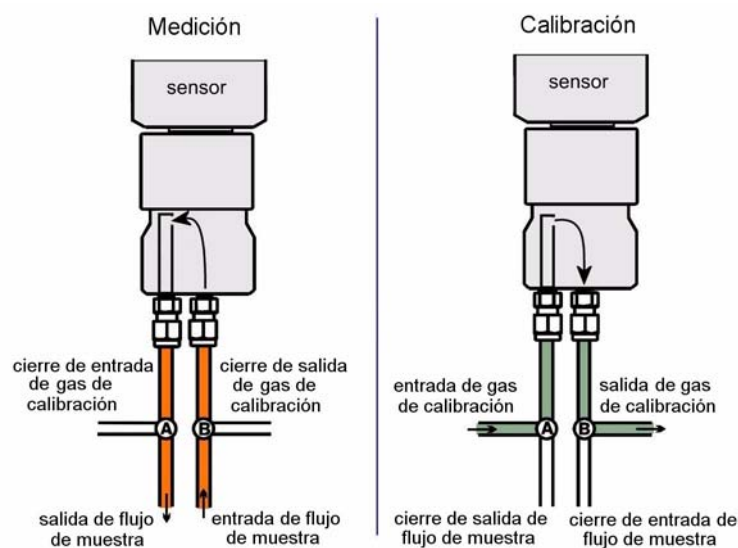 Medición
sensor
cierre de entrada
de gas de
calibración
cierre de salida
de gas de
calibración
A
B
salida de flujo
de muestra
entrada de flujo
de muestra
Calibración
sensor
entrada de gas
de calibración
salida de gas
de calibración
A
B
cierre de salida de
flujo de muestra
cierre de entrada de
flujo de muestra